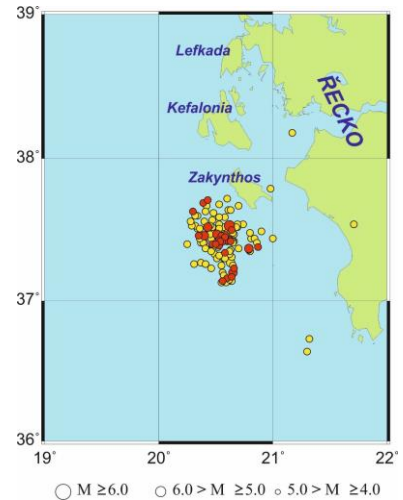 39°
Lefkada
Kefalonia
ŘECKO
38°
Zakynthos
37°
36°
19° 20° 21° 22°
M ≥6.0 6.0 > M ≥5.0 5.0 > M ≥4.0